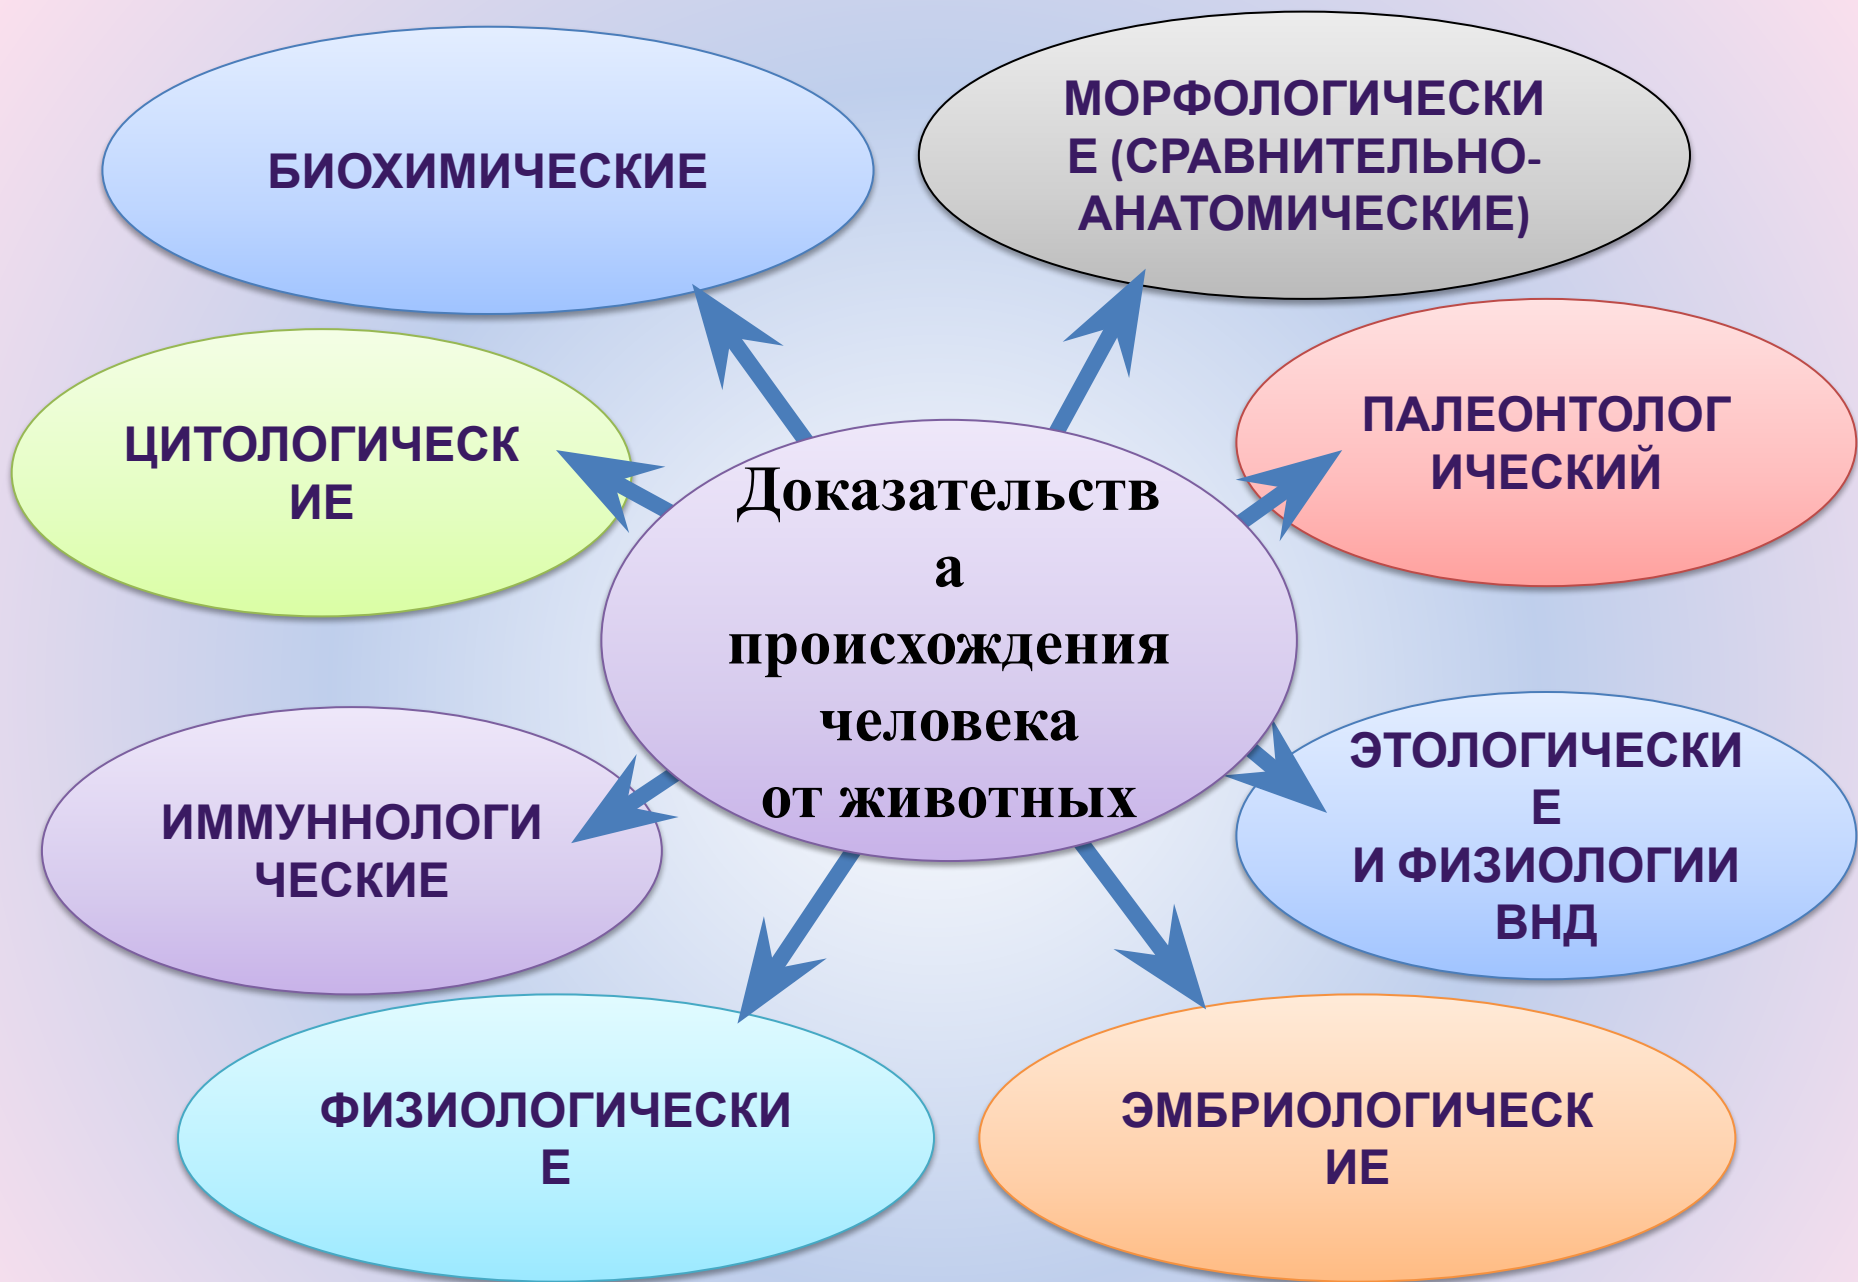 БИОХИМИЧЕСКИЕ
МОРФОЛОГИЧЕСКИ
Е (СРАВНИТЕЛЬНО-
АНАТОМИЧЕСКИЕ)
ЦИТОЛОГИЧЕСК
ИЕ
ПАЛЕОНТОЛОГ
ИЧЕСКИЙ
Доказательств
а
происхождения
человека
от животных
ИММУННОЛОГИ
ЧЕСКИЕ
ЭТОЛОГИЧЕСКИ
Е
И ФИЗИОЛОГИИ
ВНД
ФИЗИОЛОГИЧЕСКИ
Е
ЭМБРИОЛОГИЧЕСК
ИЕ